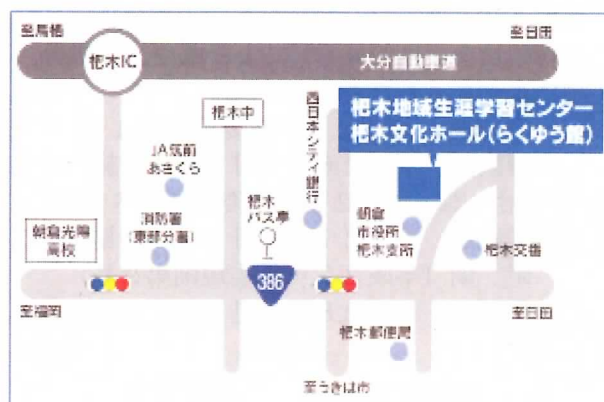 至鳥栖
至日田
杷木IC
大分自動車道
杷木中
西日本シティ銀行
杷木地域生涯学習センター
杷木文化ホール(らくゆう館)
JA筑前
あさくら
杷木
バス亭
朝倉
市役所
杷木支所
消防署
(東部分署)
朝倉光陽
高校
杷木交番
386
至福岡
至日田
杷木郵便局
至うきは市